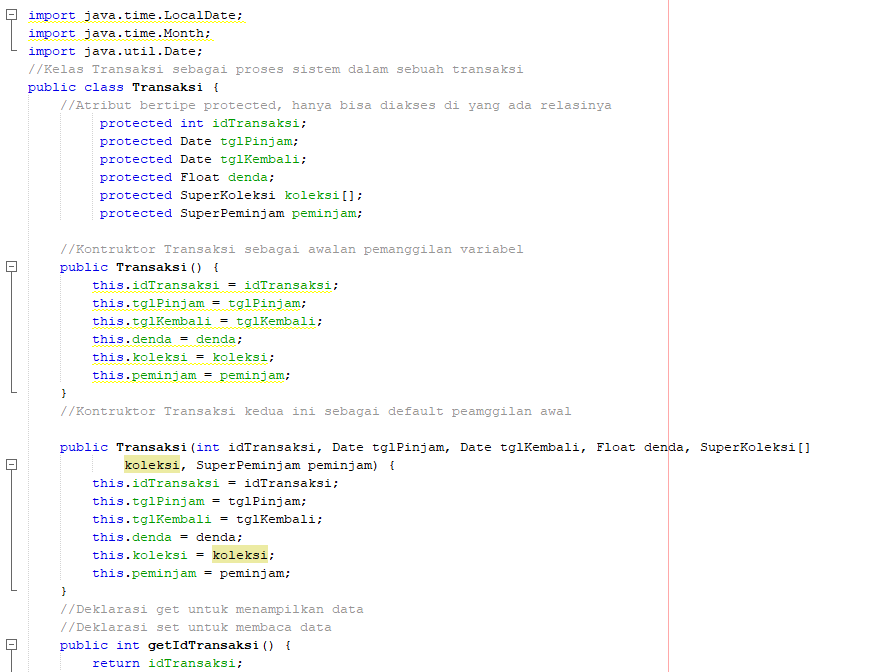 import java.time.LocalDate;
import java.time.Month;
import java.util.Date;
//Kelas Transaksi sebagai proses sistem dalam sebuah transaksi
public class Transaksi {
    //Atribut bertipe protected, hanya bisa diakses di yang ada relasinya
         protected int idTransaksi;
         protected Date tglPinjam;
         protected Date tglKembali;
         protected Float denda;
         protected SuperKoleksi koleksi[];
         protected SuperPeminjam peminjam;

    //Kontruktor Transaksi sebagai awalan pemanggilan variabel
    public Transaksi() {
        this.idTransaksi = idTransaksi;
        this.tglPinjam = tglPinjam;
        this.tglKembali = tglKembali;
        this.denda = denda;
        this.koleksi = koleksi;
        this.peminjam = peminjam;
    }
    //Kontruktor Transaksi kedua ini sebagai default peamggilan awal

    public Transaksi(int idTransaksi, Date tglPinjam, Date tglKembali, Float denda, SuperKoleksi[]
            koleksi, SuperPeminjam peminjam) {
        this.idTransaksi = idTransaksi;
        this.tglPinjam = tglPinjam;
        this.tglKembali = tglKembali;
        this.denda = denda;
        this.koleksi = koleksi;
        this.peminjam = peminjam;
    }
    //Deklarasi get untuk menampilkan data
    //Deklarasi set untuk membaca data
    public int getIdTransaksi() {
        return idTransaksi;